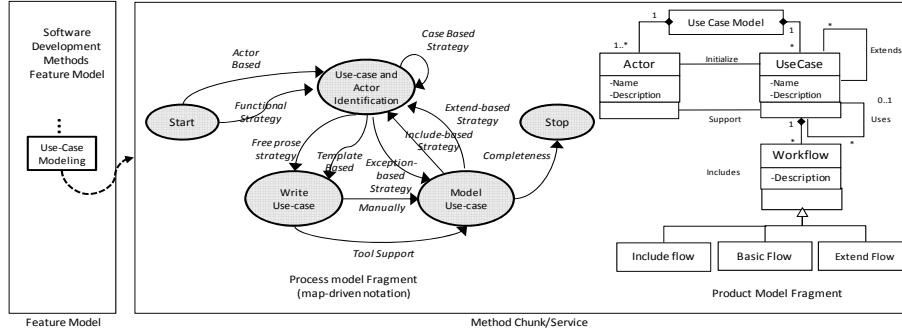 Software
Development
Methods
Feature Model
Use-Case
Modeling
Feature Model
Actor
Based
Functional
Strategy
Start
Use-case and
Actor
Identification
Case Based
Strategy
Free prose
strategy
Template
Based
Exception-
based
Strategy
Include-based
Strategy
Extend-based
Strategy
Write
Use-case
Manually
Model
Use-case
Tool Support
Completeness
Stop
Process model Fragment
(map-driven notation)
1
Use Case Model
1
1..*
*
*
Actor
-Name
-Description
Initialize
Support
UseCase
-Name
-Description
Extends
0..1
Uses
1
*
*
Includes
Workflow
-Description
Include flow
Basic Flow
Extend Flow
Product Model Fragment
Method Chunk/Service